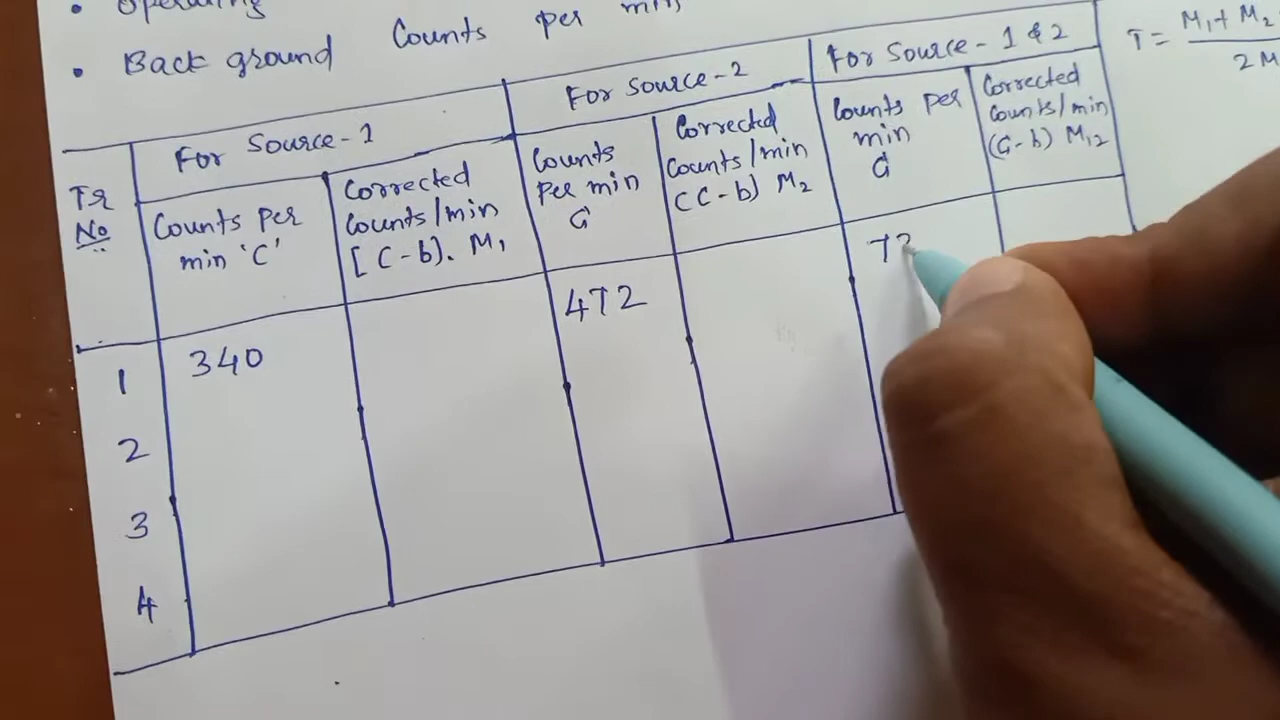 • Operating
• Back ground Counts per min
T = M₁ + M₂
2M
For Source - 1
For Source - 2
For Source - 1 & 2
Tr No
Counts per min 'C'
Corrected Counts/min [C-b). M₁
Counts Per min C
Corrected Counts/min (C-b) M₂
Counts Per min C
Corrected Counts/min (C-b) M₁₂
1 340 472
2
3
4